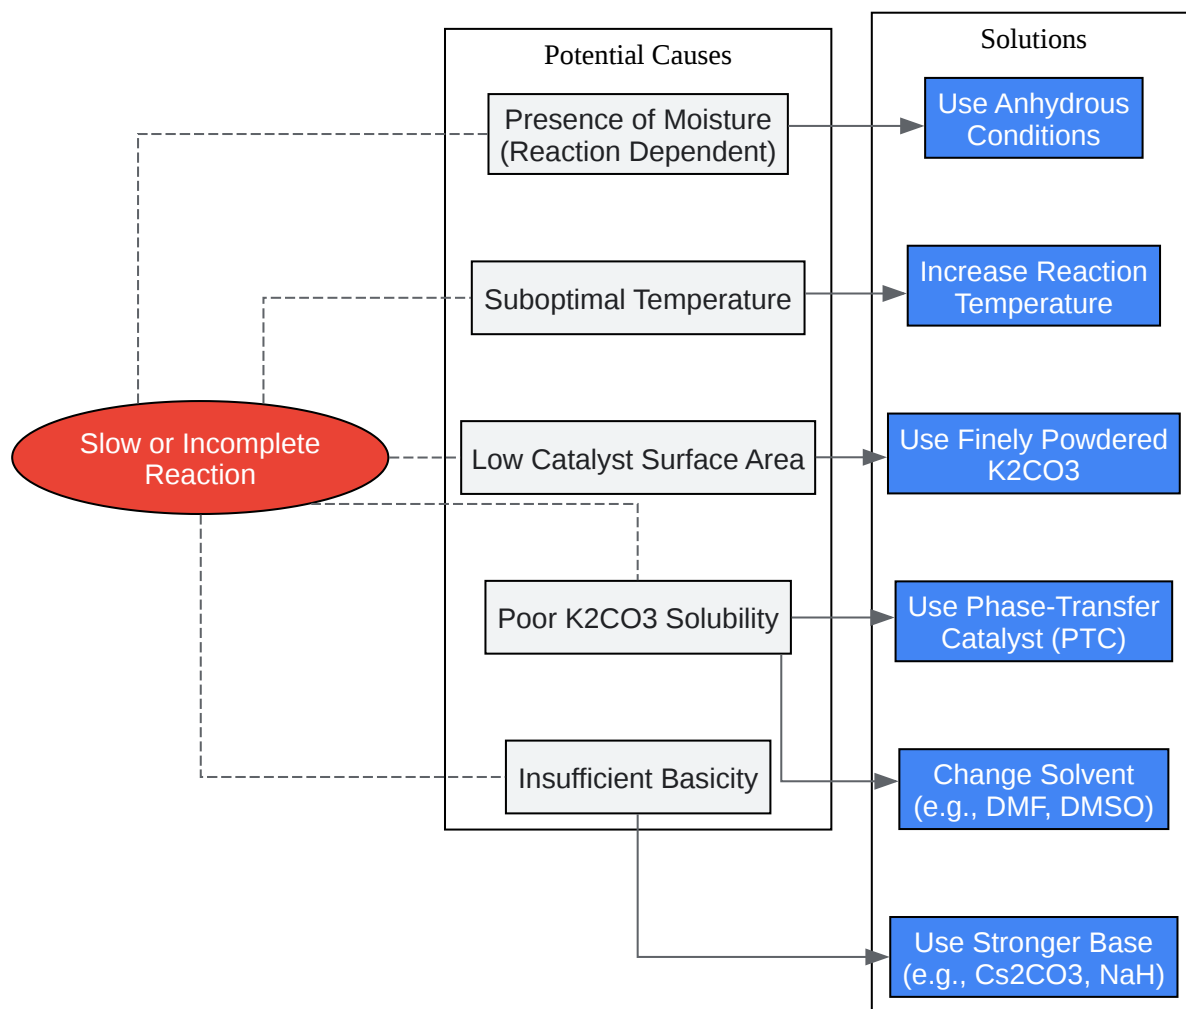 Potential Causes
Solutions
Presence of Moisture
(Reaction Dependent)
Use Anhydrous
Conditions
Suboptimal Temperature
Increase Reaction
Temperature
Slow or Incomplete
Reaction
Low Catalyst Surface Area
Use Finely Powdered
K2CO3
Poor K2CO3 Solubility
Use Phase-Transfer
Catalyst (PTC)
Insufficient Basicity
Change Solvent
(e.g., DMF, DMSO)
Use Stronger Base
(e.g., Cs2CO3, NaH)